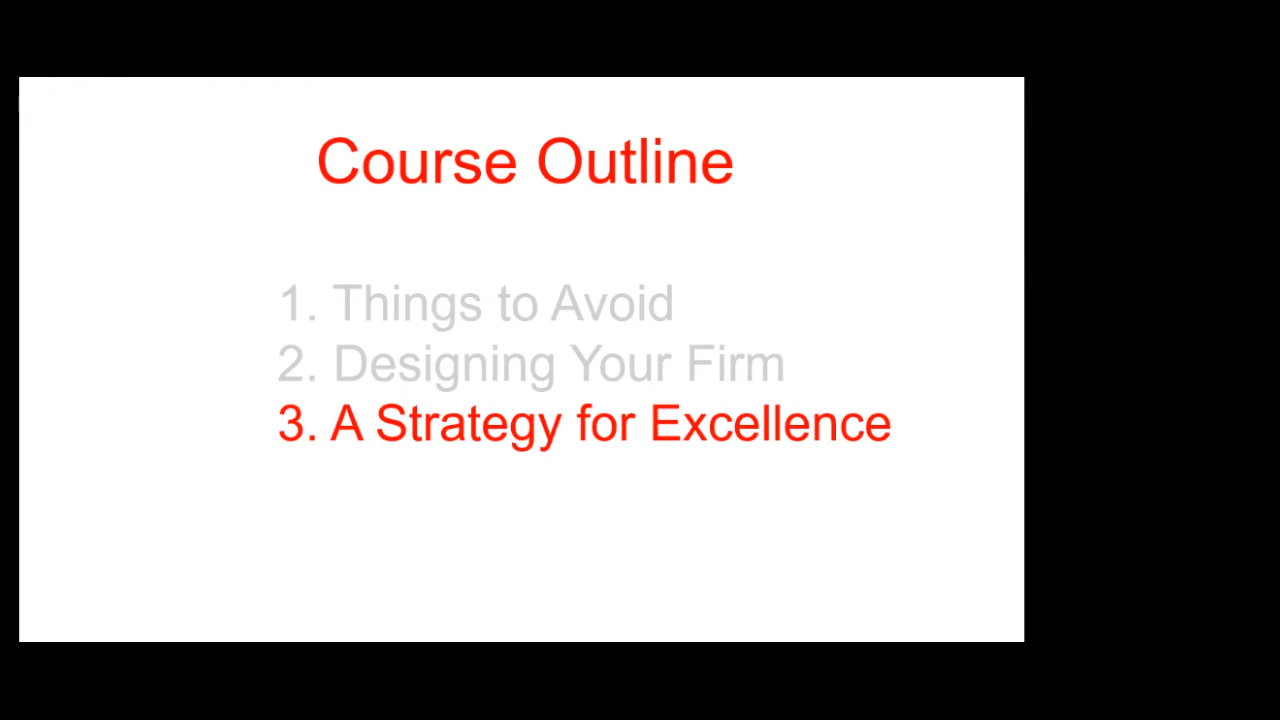 Course Outline
1. Things to Avoid
2. Designing Your Firm
3. A Strategy for Excellence